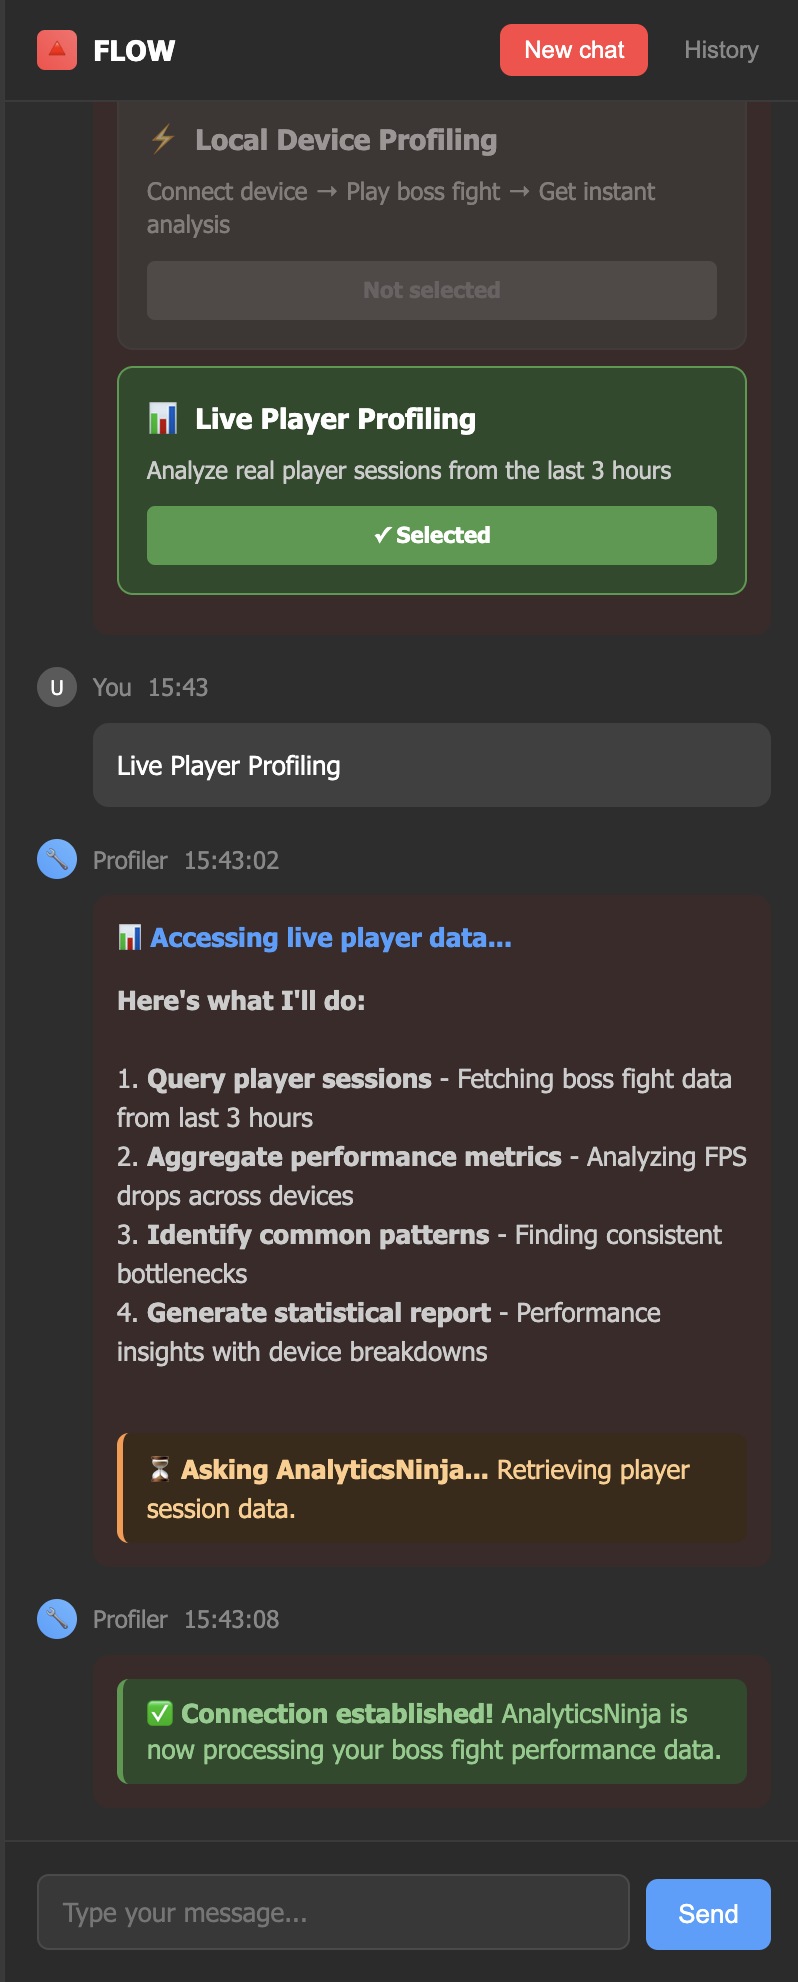 FLOW
New chat
History
Local Device Profiling
Connect device → Play boss fight → Get instant
analysis
Not selected
Live Player Profiling
Analyze real player sessions from the last 3 hours
✓ Selected
U
You 15:43
Live Player Profiling
Profiler 15:43:02
Accessing live player data...
Here's what I'll do:
1. Query player sessions - Fetching boss fight data
from last 3 hours
2. Aggregate performance metrics - Analyzing FPS
drops across devices
3. Identify common patterns - Finding consistent
bottlenecks
4. Generate statistical report - Performance
insights with device breakdowns
⏳ Asking AnalyticsNinja... Retrieving player
session data.
Profiler 15:43:08
✅ Connection established! AnalyticsNinja is
now processing your boss fight performance data.
Type your message...
Send